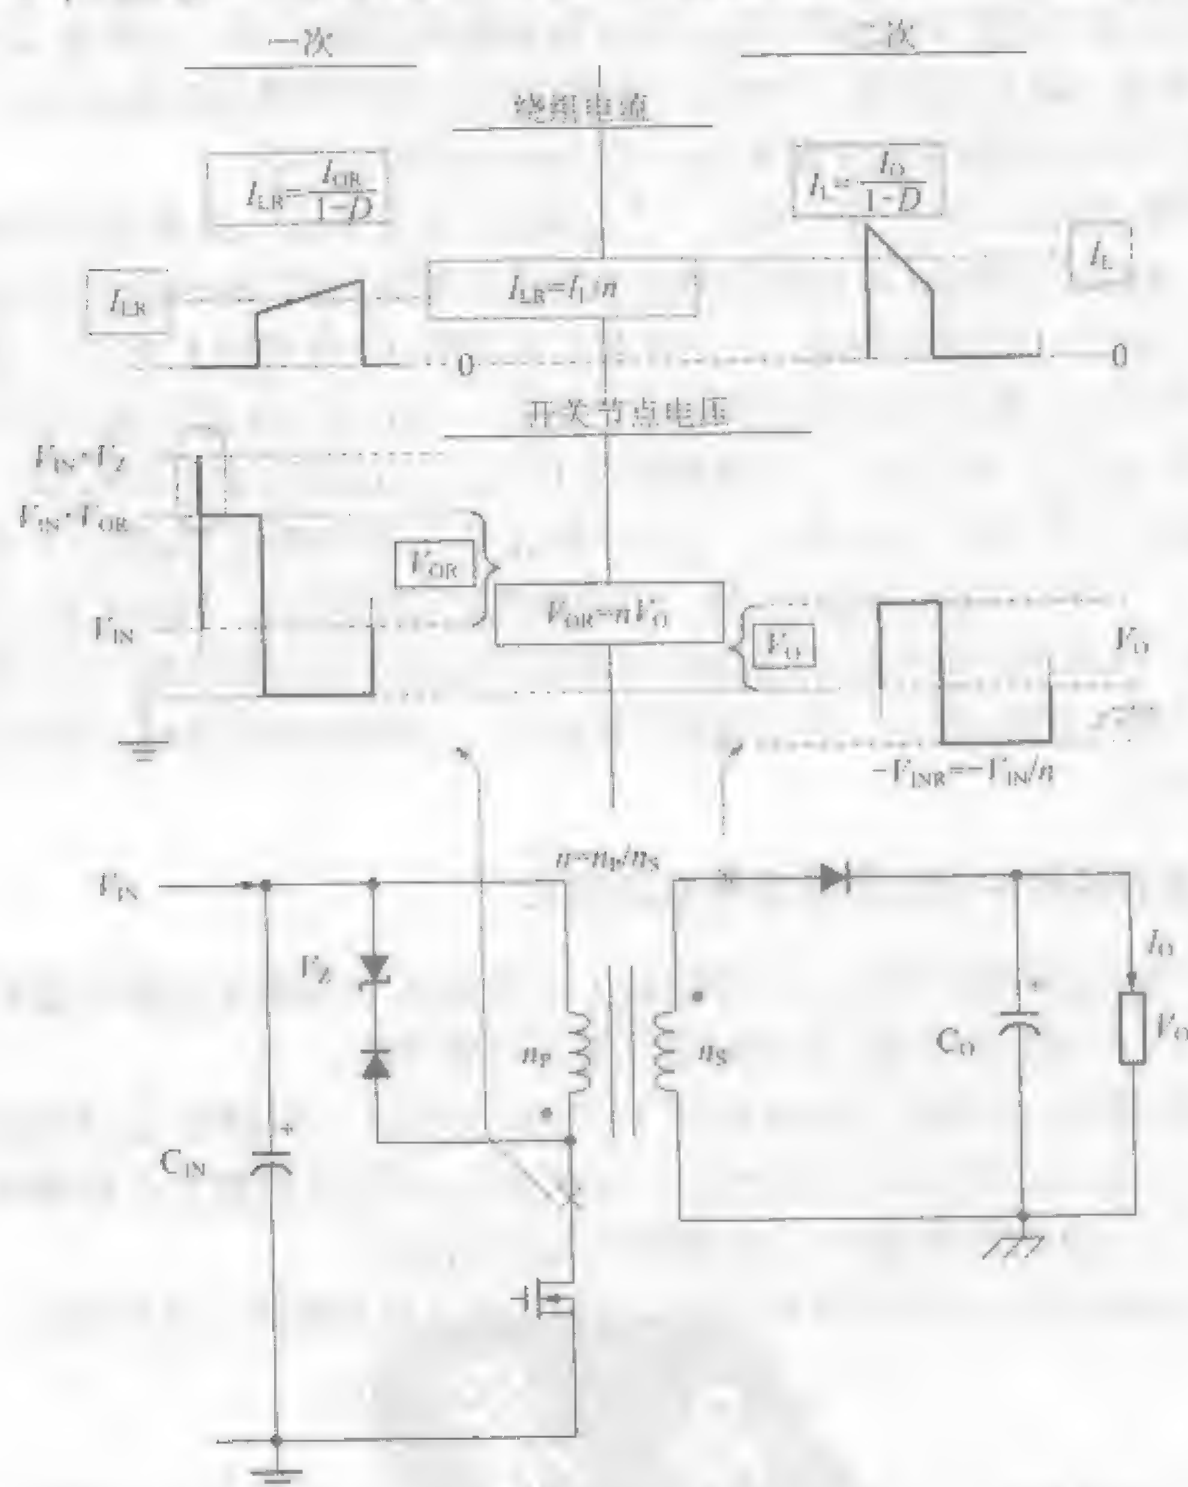 一次
二次
绕组电流
I_LR=I_OR/1-D
I_L=I_O/1-D
I_LR
I_LR=I_L/n
I_L
0
0
开关节点电压
V_IN+V_Z
V_IN+V_OR
V_OR
V_IN
V_OR=nV_O
V_O
V_O
-V_INR=-V_IN/n
n=n_P/n_S
V_IN
V_Z
n_P
n_S
C_O
+
I_O
V_O
C_IN
+